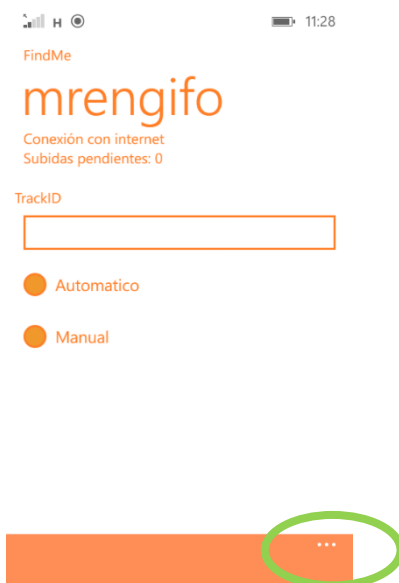 H 11:28
FindMe
mrengifo
Conexión con internet
Subidas pendientes: 0
TrackID
Automatico
Manual
...